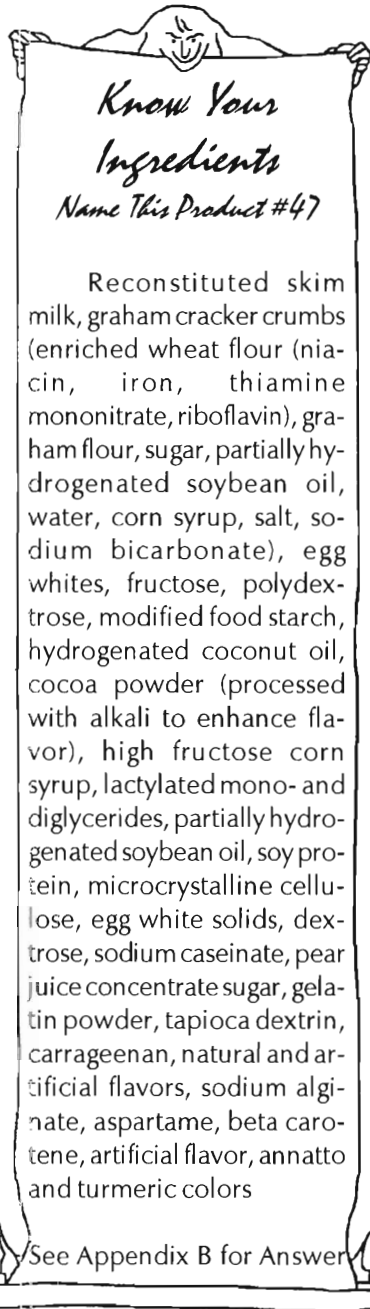 Know Your
Ingredients
Name This Product #47
Reconstituted skim
milk, graham cracker crumbs
(enriched wheat flour (nia-
cin, iron, thiamine
mononitrate, riboflavin), gra-
ham flour, sugar, partially hy-
drogenated soybean oil,
water, corn syrup, salt, so-
dium bicarbonate), egg
whites, fructose, polydex-
trose, modified food starch,
hydrogenated coconut oil,
cocoa powder (processed
with alkali to enhance fla-
vor), high fructose corn
syrup, lactylated mono- and
diglycerides, partially hydro-
genated soybean oil, soy pro-
tein, microcrystalline cellu-
lose, egg white solids, dex-
trose, sodium caseinate, pear
juice concentrate sugar, gela-
tin powder, tapioca dextrin,
carrageenan, natural and ar-
tificial flavors, sodium algi-
nate, aspartame, beta caro-
tene, artificial flavor, annatto
and turmeric colors
See Appendix B for Answer